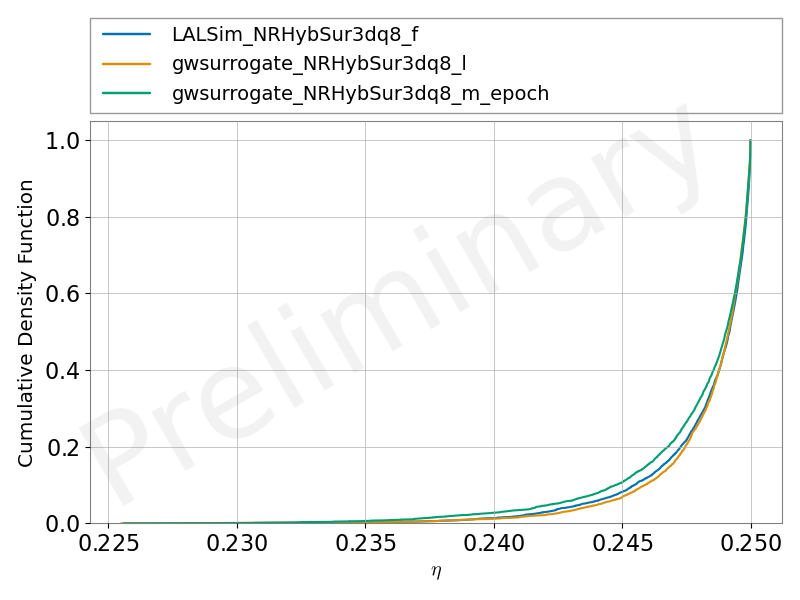 LALSim_NRHybSur3dq8_f
gwsurrogate_NRHybSur3dq8_l
gwsurrogate_NRHybSur3dq8_m_epoch
1.0
0.8
0.6
0.4
0.2
0.0
Cumulative Density Function
Preliminary
0.225 0.230 0.235 0.240 0.245 0.250
η